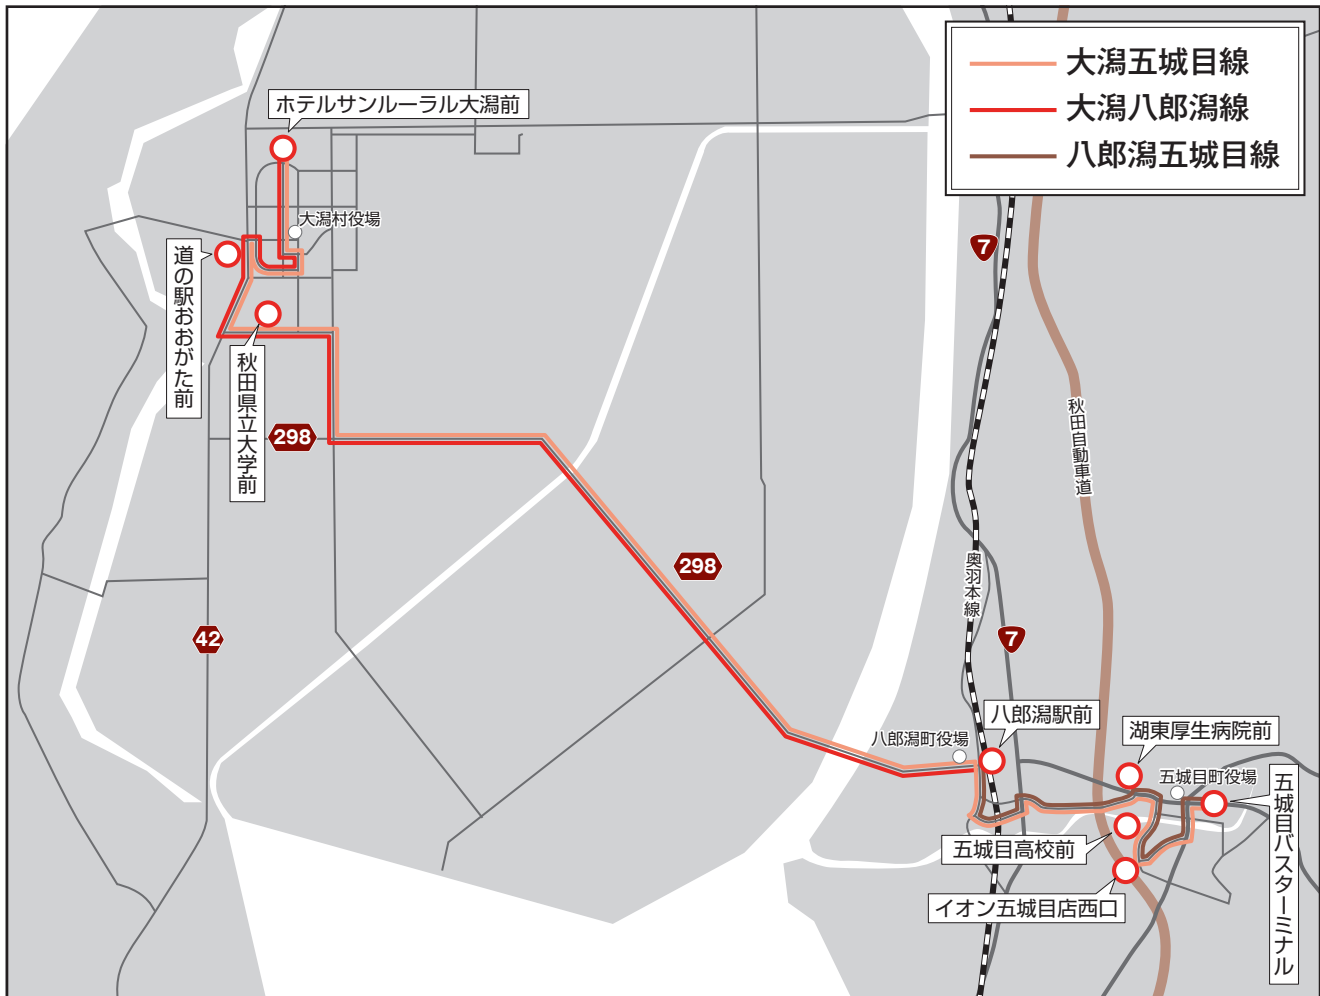 大潟五城目線
大潟八郎潟線
八郎潟五城目線
ホテルサンルーラル大潟前
大潟村役場
道の駅おおがた前
秋田県立大学前
7
298
秋田自動車道
298
奥羽本線
42
7
八郎潟駅前
八郎潟町役場
湖東厚生病院前
五城目町役場
五城目バスターミナル
五城目高校前
イオン五城目店西口